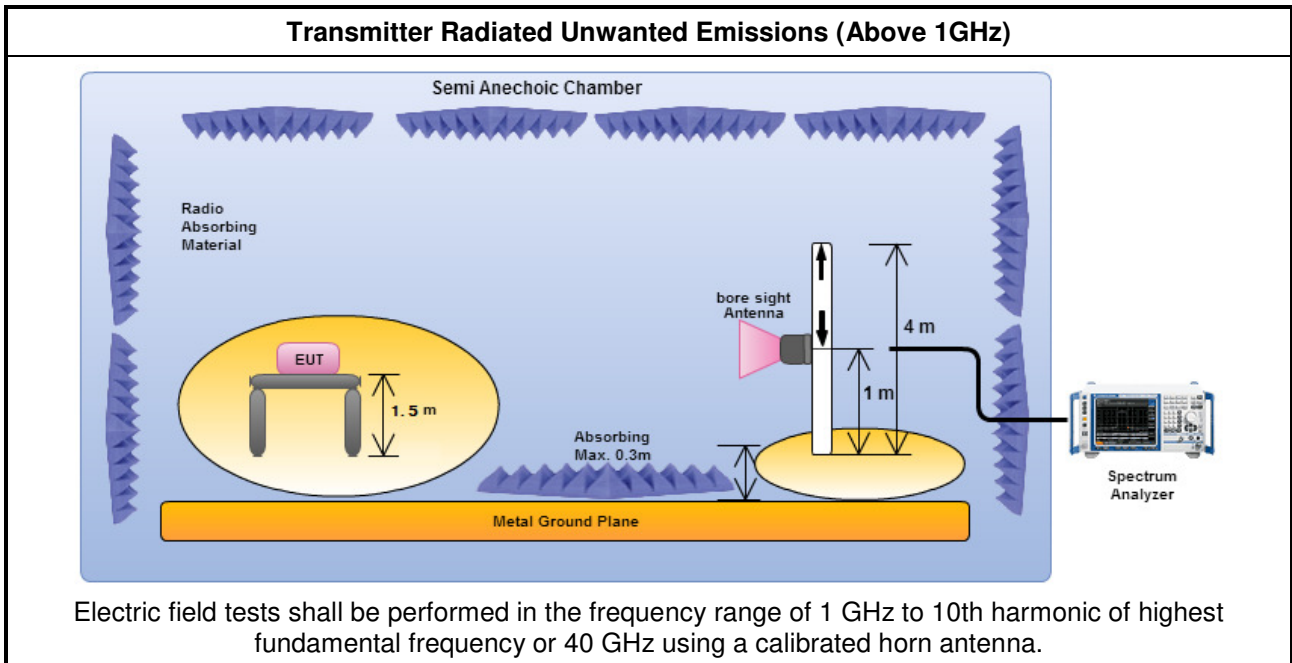 Transmitter Radiated Unwanted Emissions (Above 1GHz)
Semi Anechoic Chamber
Radio
Absorbing
Material
bore sight
Antenna
4 m
EUT
1.5 m
1 m
Absorbing
Max. 0.3m
Spectrum
Analyzer
Metal Ground Plane
Electric field tests shall be performed in the frequency range of 1 GHz to 10th harmonic of highest
fundamental frequency or 40 GHz using a calibrated horn antenna.